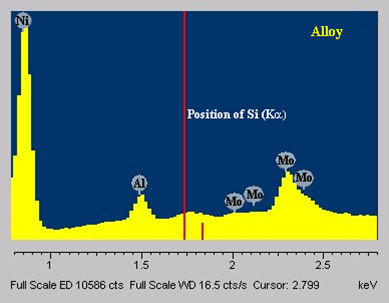 Ni
Alloy
Position of Si (Kα)
Al
Mo
Mo
Mo
Mo
1
1.5
2
2.5
Full Scale ED 10586 cts Full Scale WD 16.5 cts/s Cursor: 2.799 keV